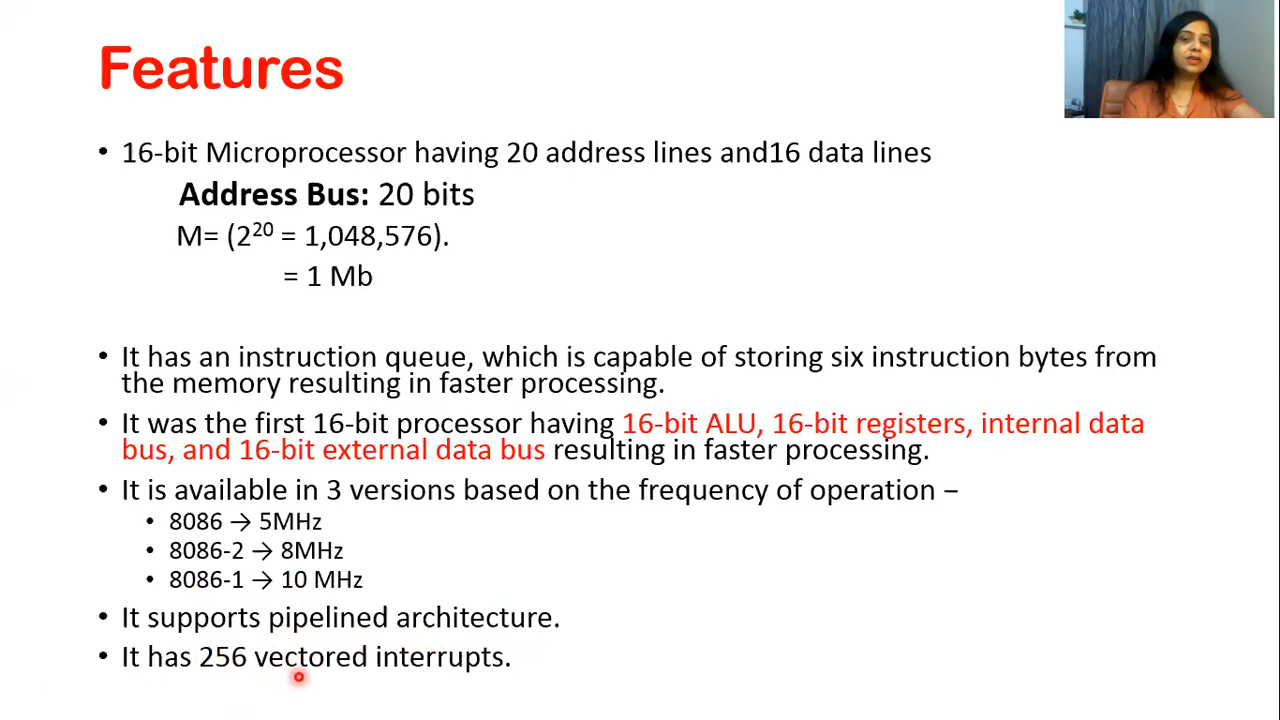 Features
• 16-bit Microprocessor having 20 address lines and16 data lines
Address Bus: 20 bits
M= (2²⁰ = 1,048,576).
= 1 Mb
• It has an instruction queue, which is capable of storing six instruction bytes from
the memory resulting in faster processing.
• It was the first 16-bit processor having 16-bit ALU, 16-bit registers, internal data
bus, and 16-bit external data bus resulting in faster processing.
• It is available in 3 versions based on the frequency of operation –
• 8086 → 5MHz
• 8086-2 → 8MHz
• 8086-1 → 10 MHz
• It supports pipelined architecture.
• It has 256 vectored interrupts.